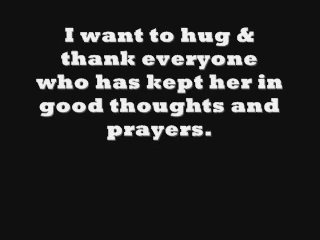 I want to hug &
thank everyone
who has kept her in
good thoughts and
prayers.